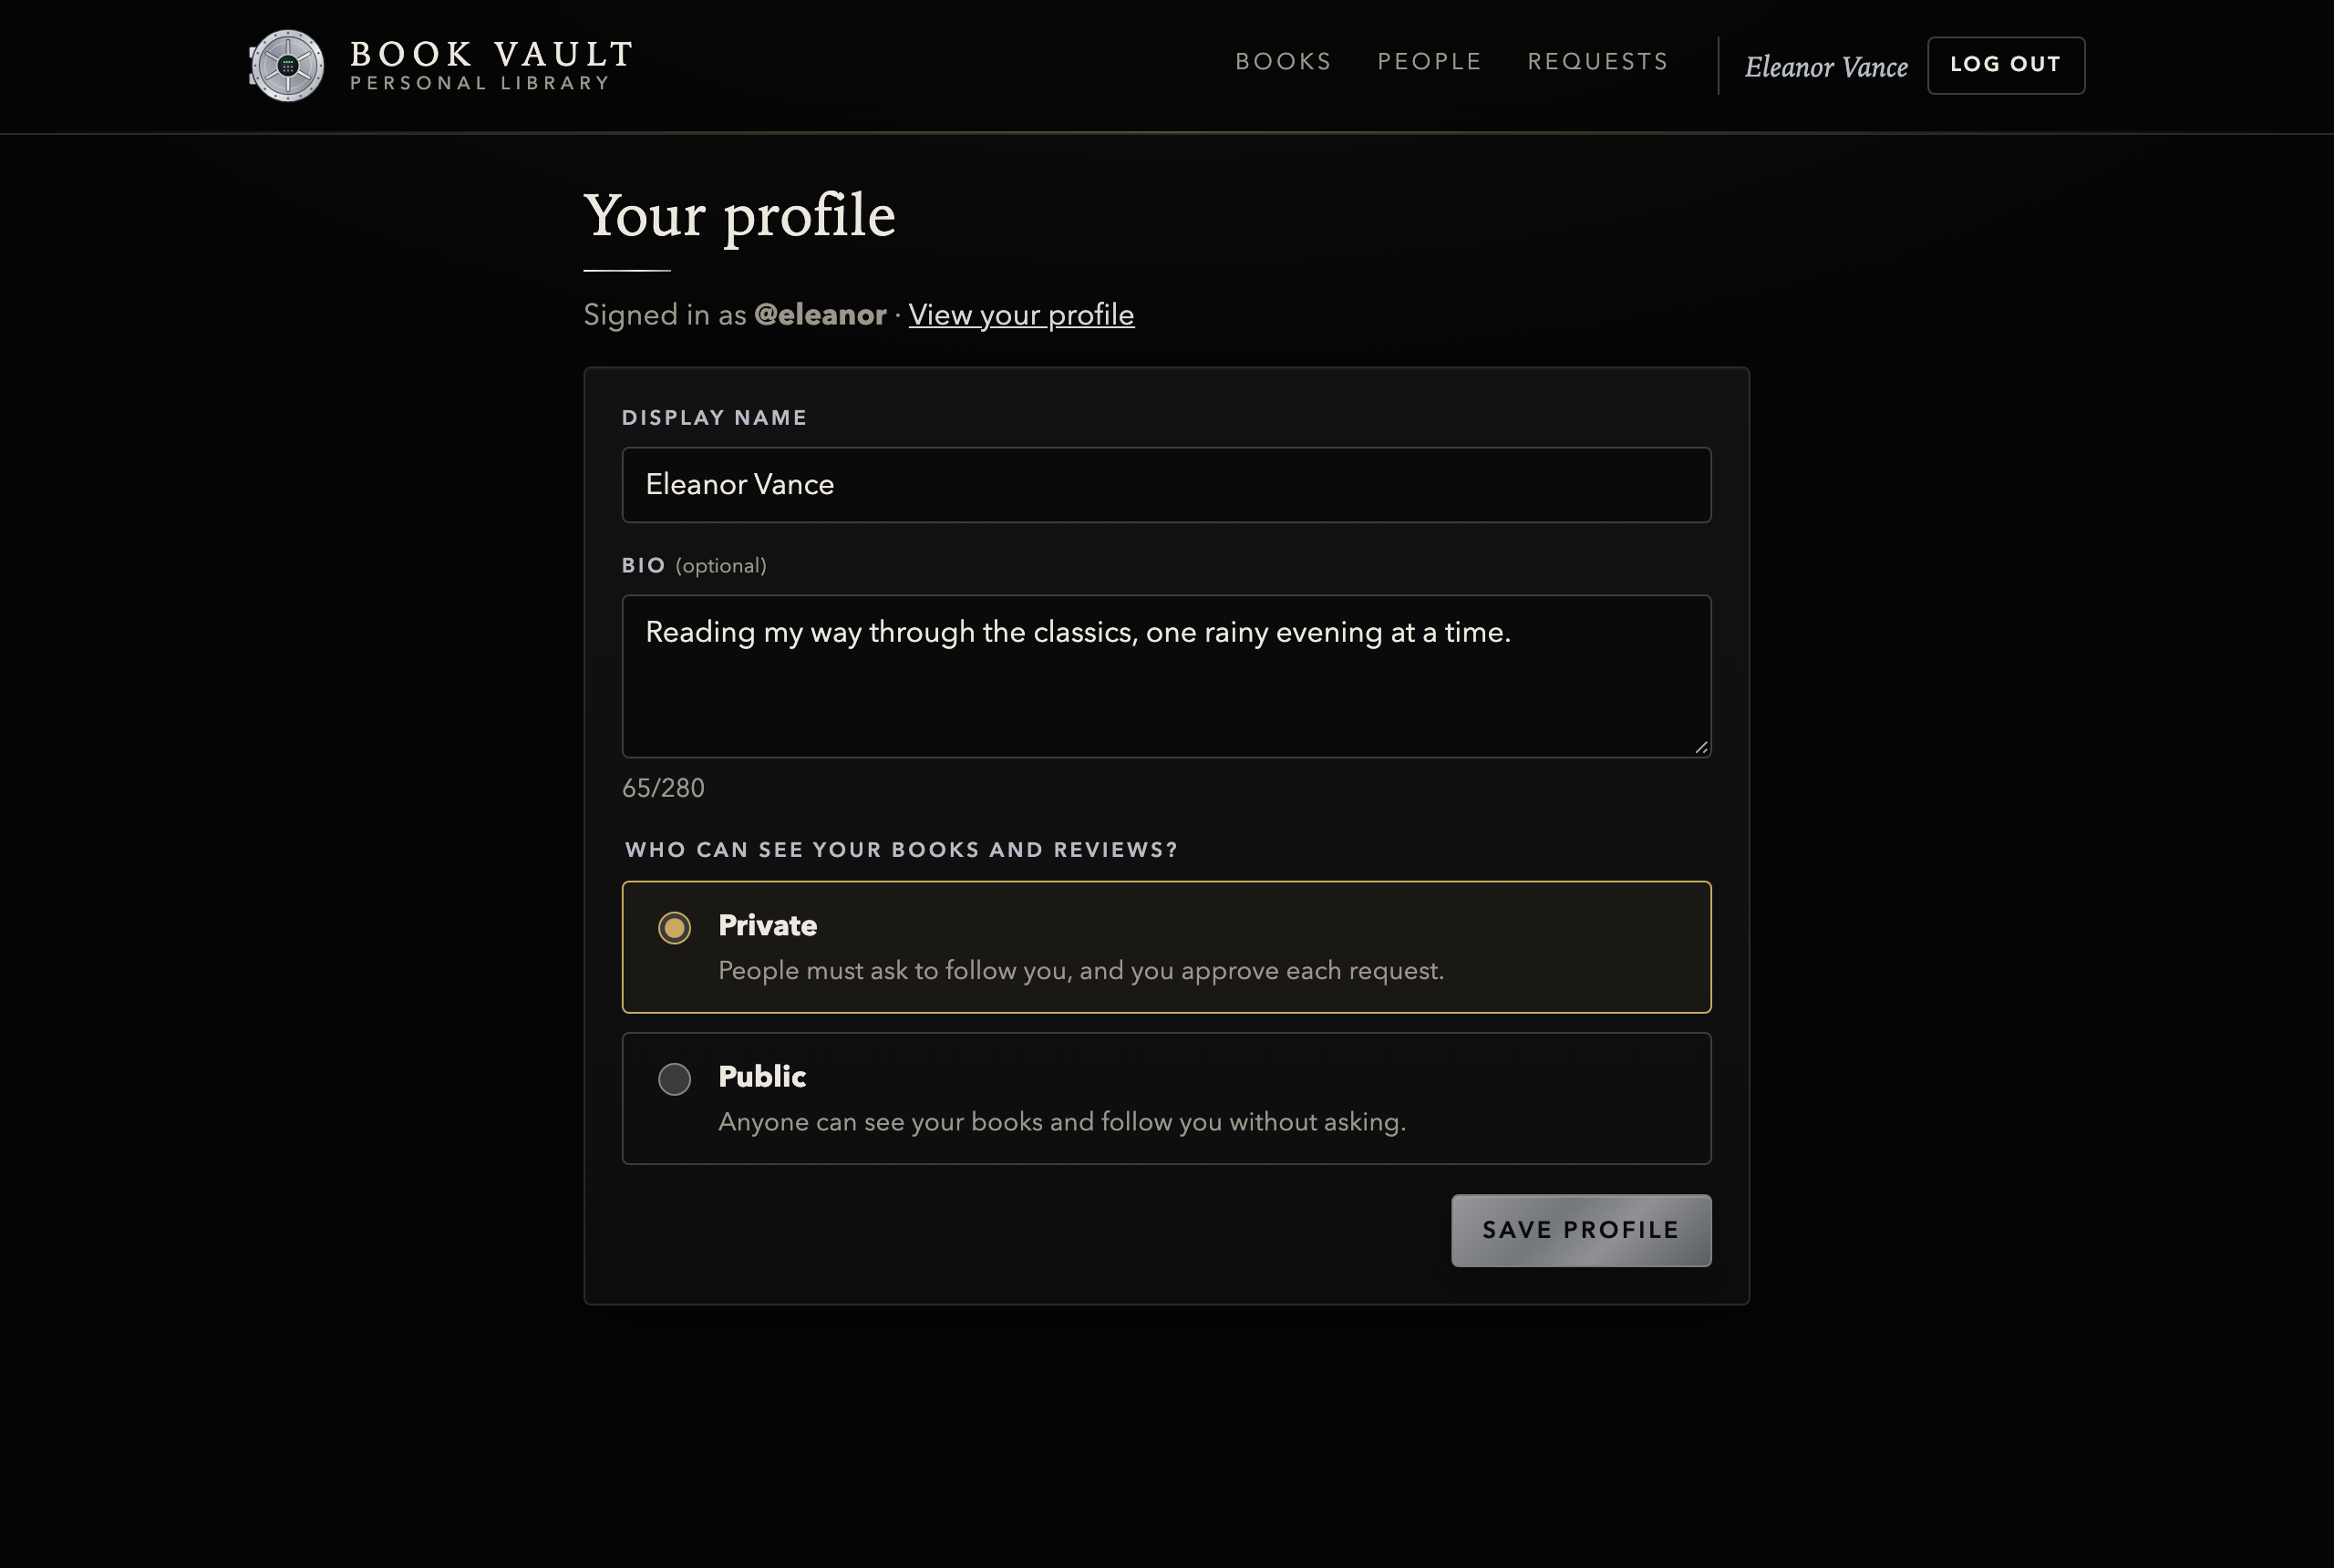 BOOK VAULT
PERSONAL LIBRARY
BOOKS PEOPLE REQUESTS Eleanor Vance LOG OUT
Your profile
Signed in as @eleanor · View your profile
DISPLAY NAME
Eleanor Vance
BIO (optional)
Reading my way through the classics, one rainy evening at a time.
65/280
WHO CAN SEE YOUR BOOKS AND REVIEWS?
Private
People must ask to follow you, and you approve each request.
Public
Anyone can see your books and follow you without asking.
SAVE PROFILE